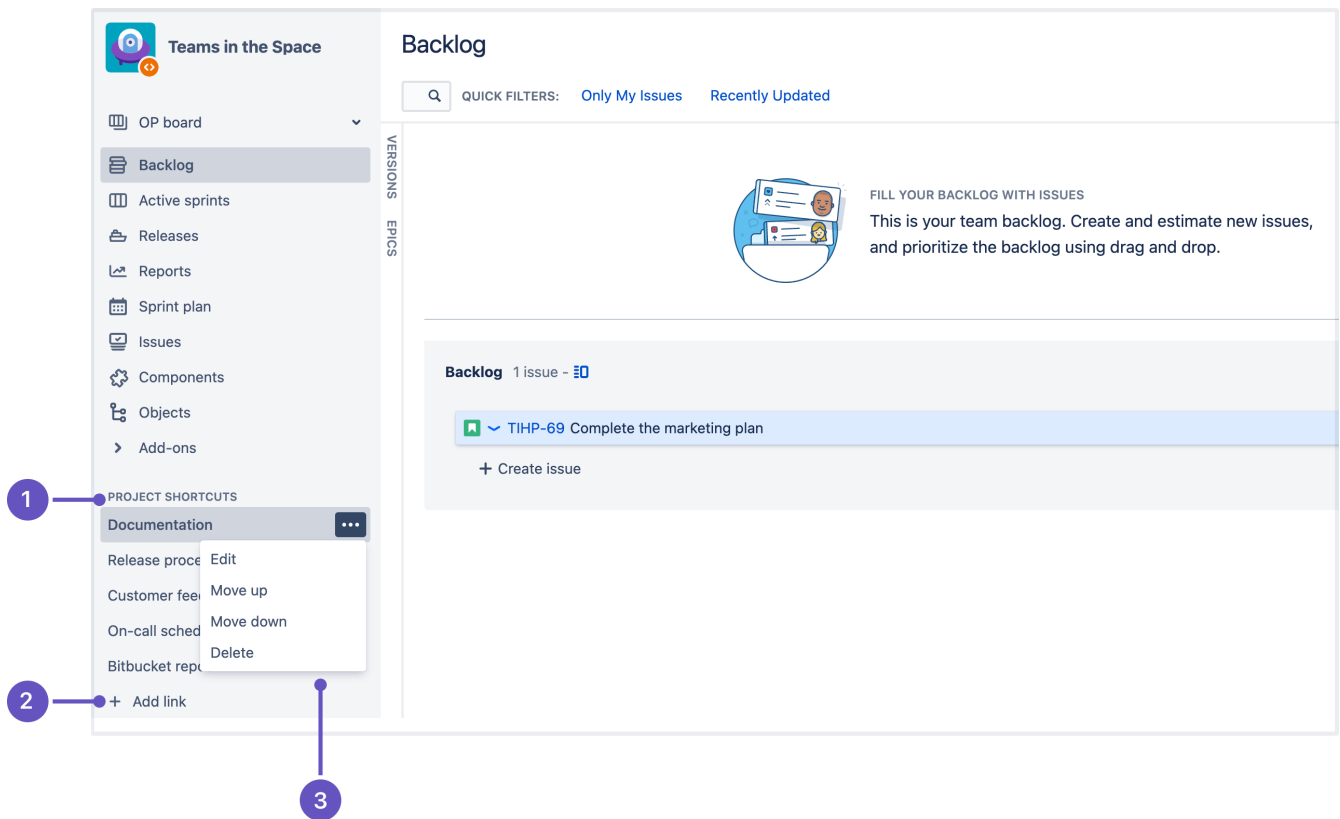 Teams in the Space
OP board
Backlog
Active sprints
Releases
Reports
Sprint plan
Issues
Components
Objects
Add-ons
1
PROJECT SHORTCUTS
Documentation
Release proce
Customer fee
On-call sched
Bitbucket repo
Edit
Move up
Move down
Delete
2
+ Add link
3
Backlog
QUICK FILTERS: Only My Issues Recently Updated
VERSIONS
EPICS
FILL YOUR BACKLOG WITH ISSUES
This is your team backlog. Create and estimate new issues,
and prioritize the backlog using drag and drop.
Backlog 1 issue -
TIHP-69 Complete the marketing plan
+ Create issue